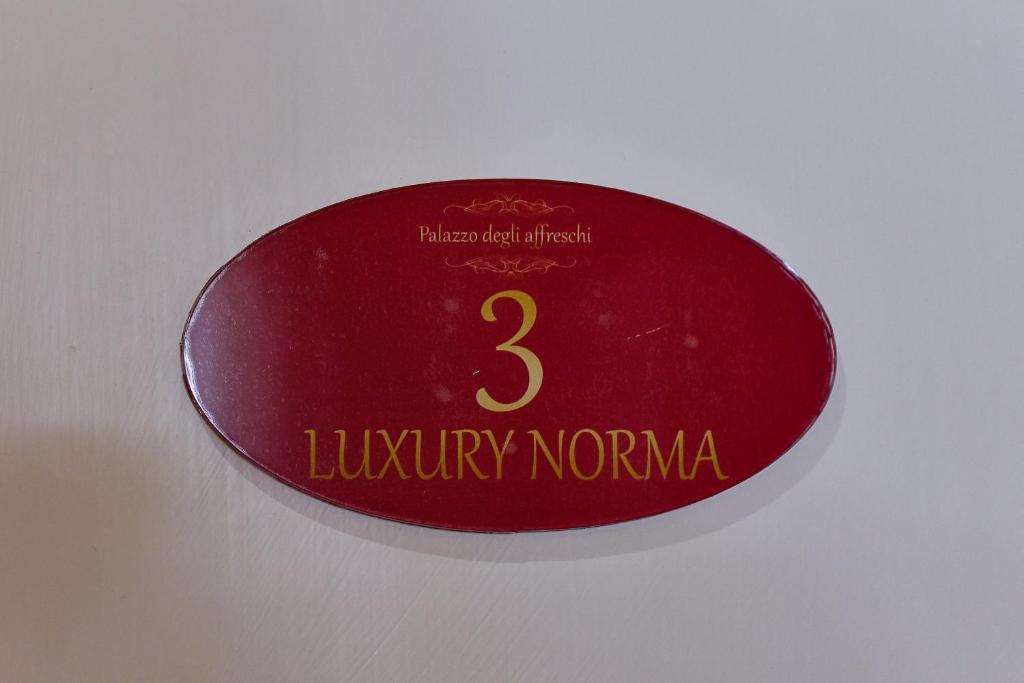 Palazzo degli affreschi
3
LUXURY NORMA